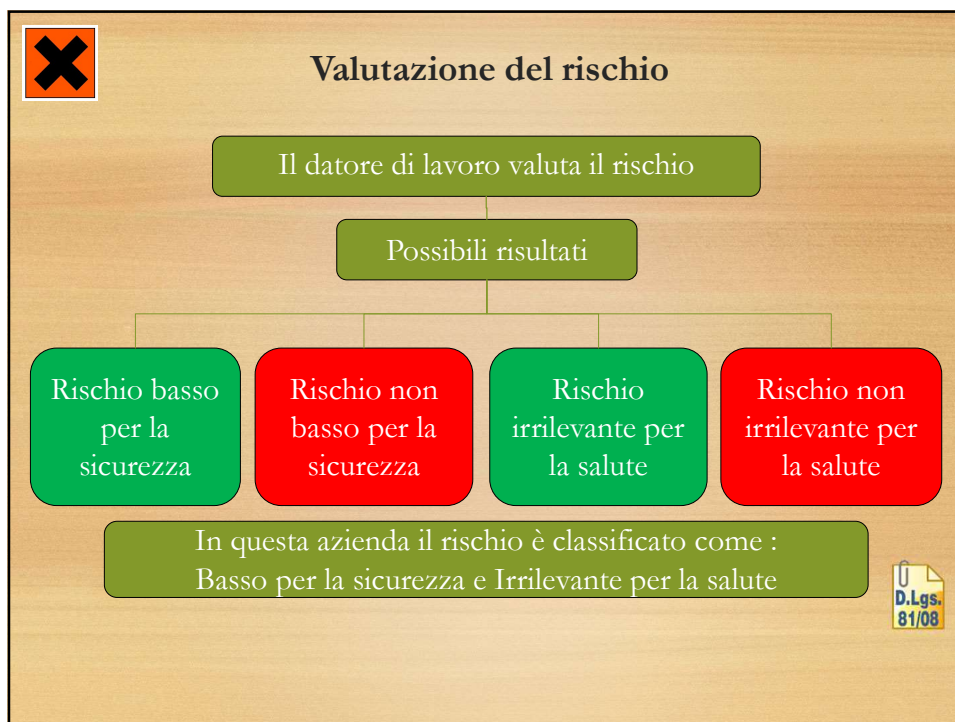 Valutazione del rischio
Il datore di lavoro valuta il rischio
Possibili risultati
Rischio basso
per la
sicurezza
Rischio non
basso per la
sicurezza
Rischio
irrilevante per
la salute
Rischio non
irrilevante per
la salute
In questa azienda il rischio è classificato come :
Basso per la sicurezza e Irrilevante per la salute
D.Lgs.
81/08